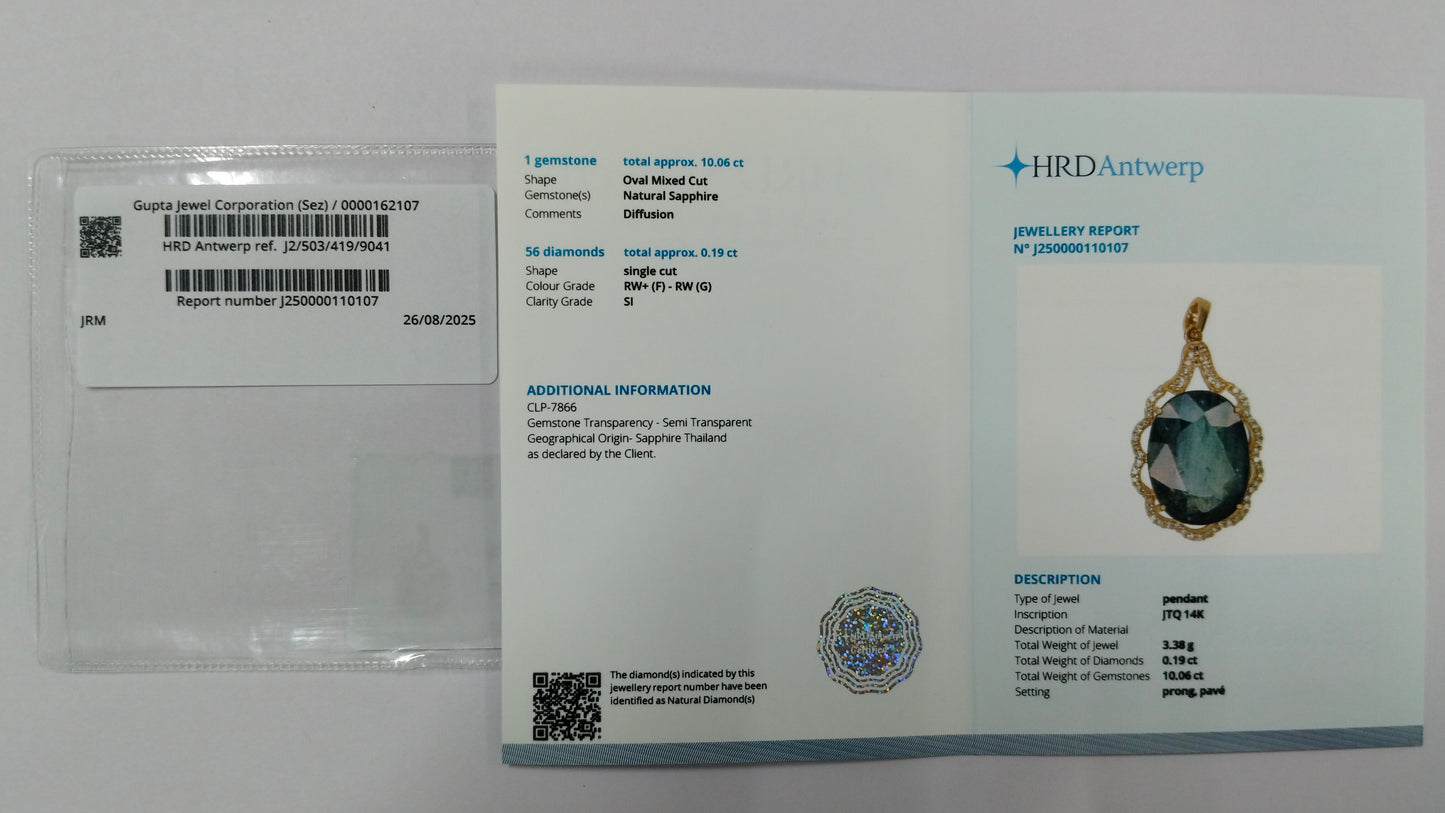 Gupta Jewel Corporation (Sez) / 0000162107
HRD Antwerp ref. J2/503/419/9041
Report number J250000110107
JRM 26/08/2025
1 gemstone total approx. 10.06 ct
Shape Oval Mixed Cut
Gemstone(s) Natural Sapphire
Comments Diffusion
56 diamonds total approx. 0.19 ct
Shape single cut
Colour Grade RW+ (F) - RW (G)
Clarity Grade SI
ADDITIONAL INFORMATION
CLP-7866
Gemstone Transparency - Semi Transparent
Geographical Origin- Sapphire Thailand
as declared by the Client.
The diamond(s) indicated by this
jewellery report number have been
identified as Natural Diamond(s)
HRD Antwerp
JEWELLERY REPORT
N° J250000110107
DESCRIPTION
Type of Jewel pendant
Inscription JTQ 14K
Description of Material
Total Weight of Jewel 3.38 g
Total Weight of Diamonds 0.19 ct
Total Weight of Gemstones 10.06 ct
Setting prong, pavé